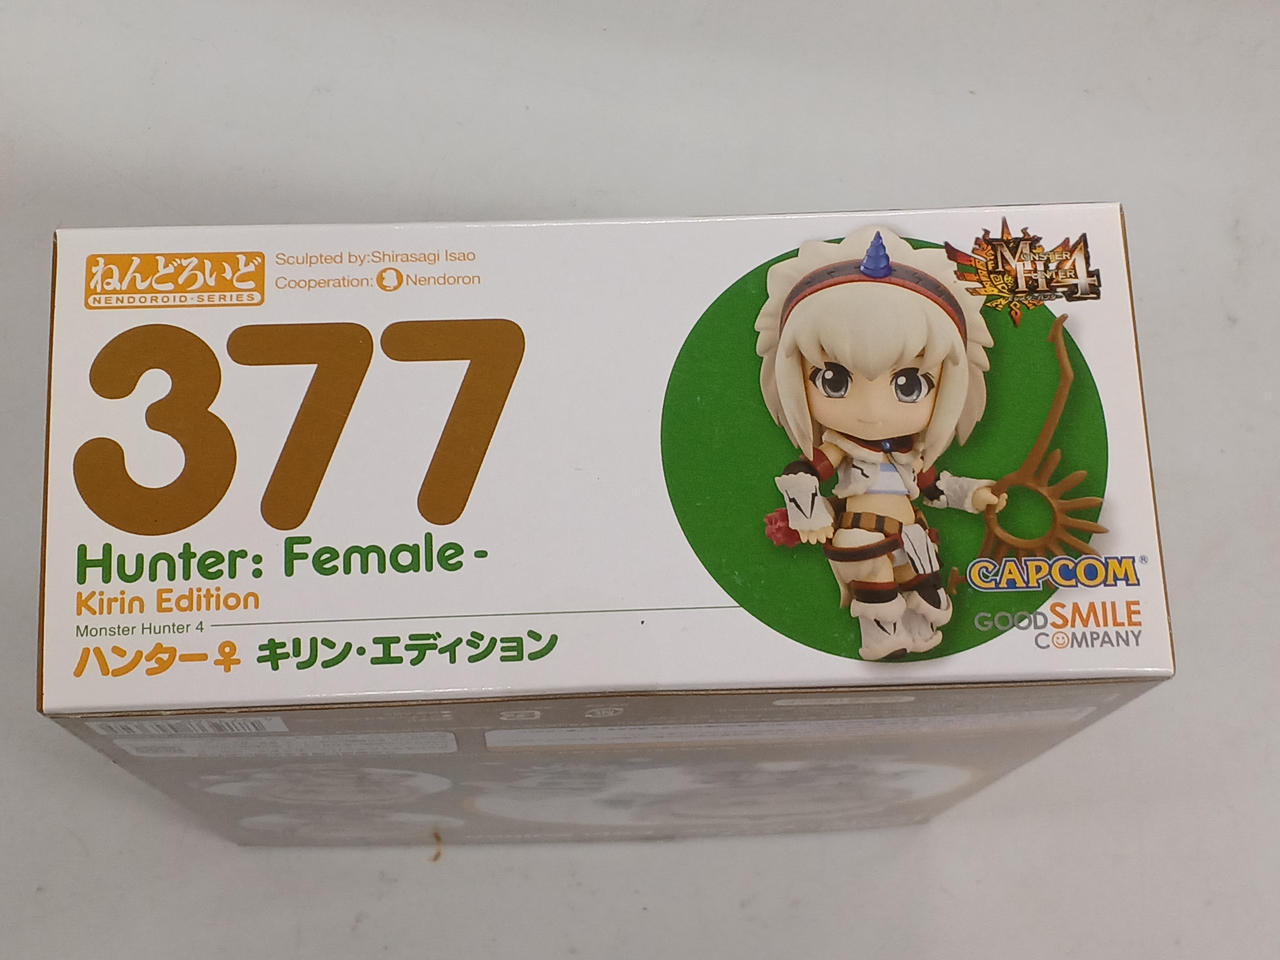 ねんどろいど
NENDOROID·SERIES
Sculpted by:Shirasagi Isao
Cooperation: Nendoron
377
Hunter: Female -
Kirin Edition
Monster Hunter 4
ハンター♀ キリン・エディション
MONSTER
HUNTER
4
CAPCOM®
GOOD SMILE
COMPANY